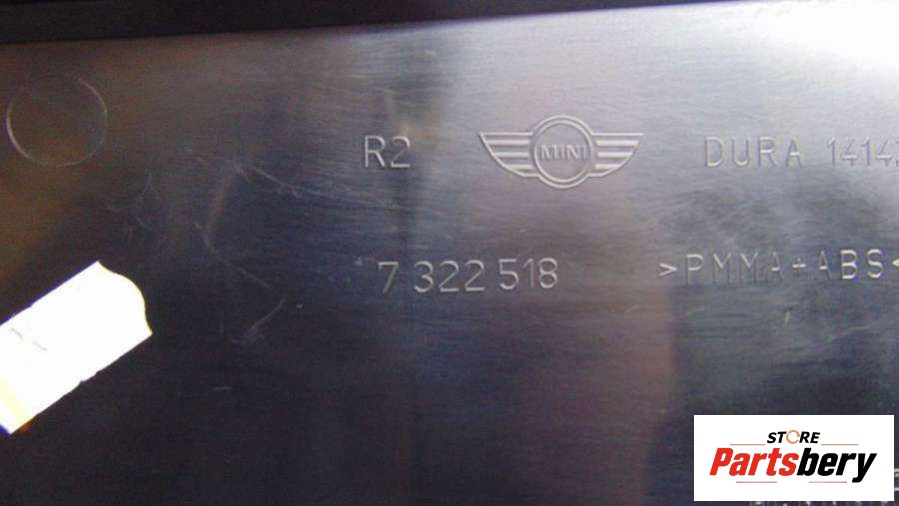 R2 MINI DURA 1414
7 322 518 >PMMA+ABS<
STORE
Partsbery